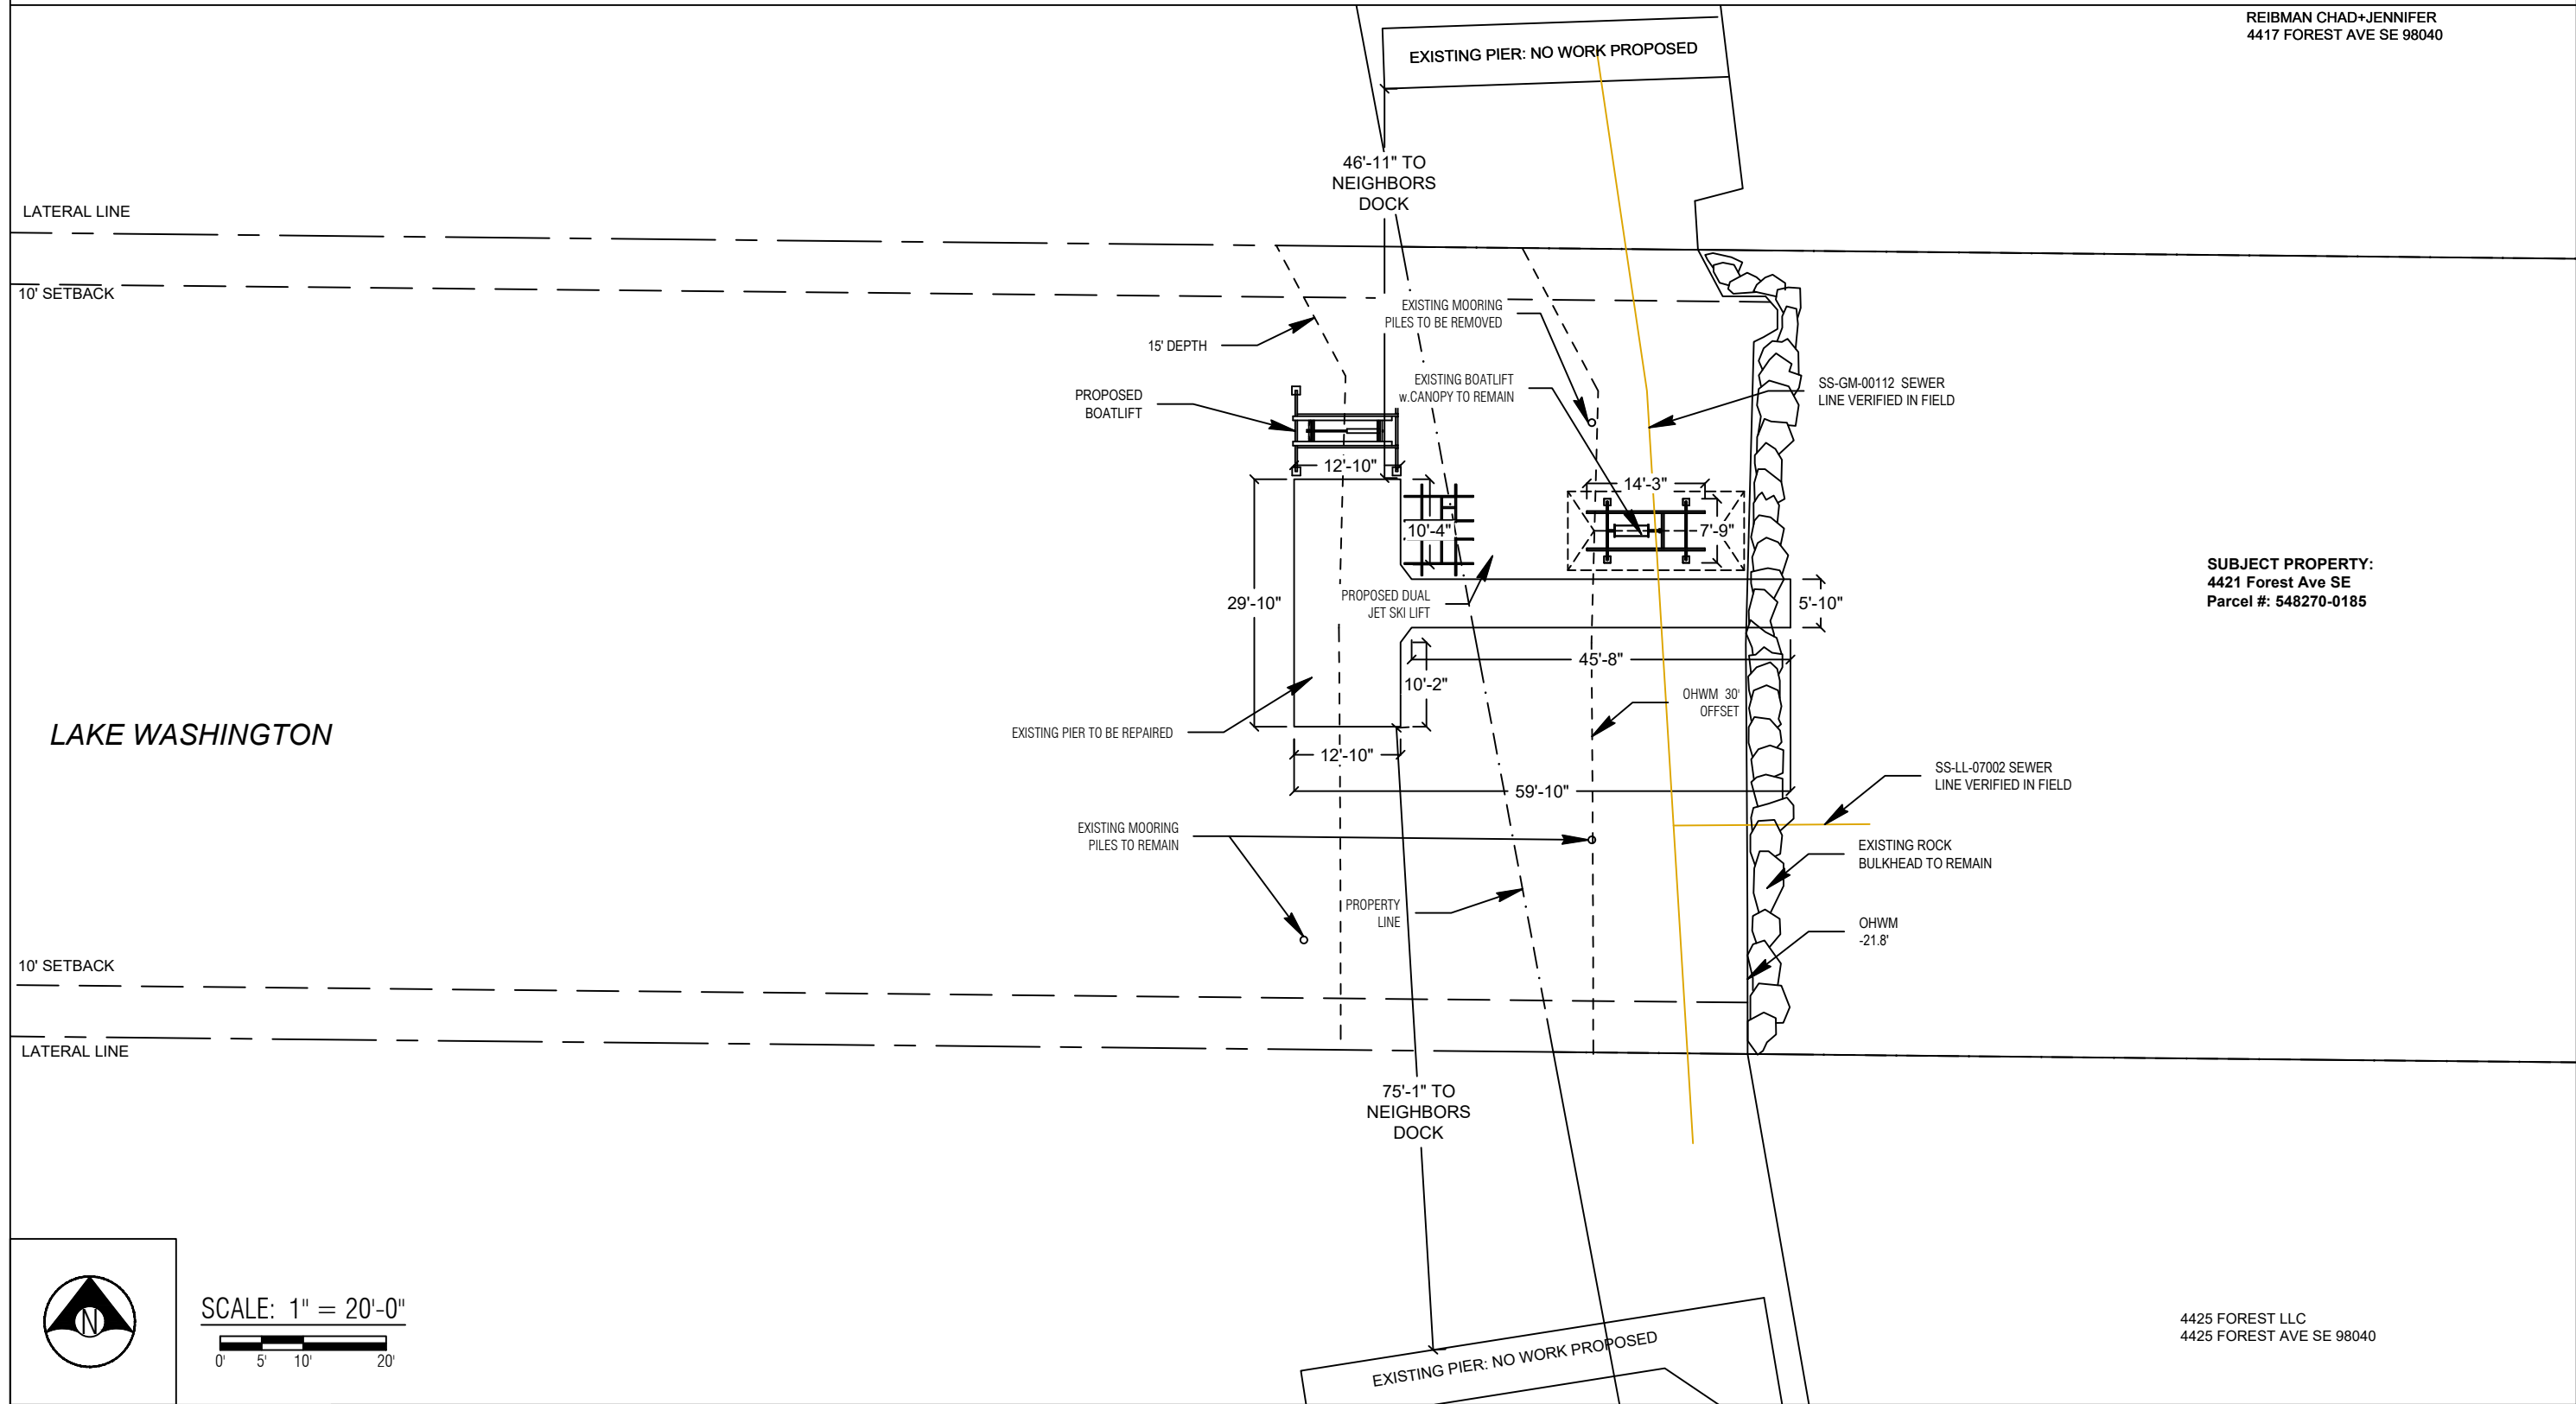 REIBMAN CHAD+JENNIFER
4417 FOREST AVE SE 98040
EXISTING PIER: NO WORK PROPOSED
46'-11" TO
NEIGHBORS
DOCK
LATERAL LINE
10' SETBACK
EXISTING MOORING
PILES TO BE REMOVED
15' DEPTH
EXISTING BOATLIFT
w.CANOPY TO REMAIN
SS-GM-00112 SEWER
LINE VERIFIED IN FIELD
PROPOSED
BOATLIFT
12'-10"
14'-3"
10'-4"
7'-9"
SUBJECT PROPERTY:
4421 Forest Ave SE
Parcel #: 548270-0185
29'-10"
PROPOSED DUAL
JET SKI LIFT
5'-10"
45'-8"
10'-2"
OHWM 30'
OFFSET
LAKE WASHINGTON
EXISTING PIER TO BE REPAIRED
12'-10"
59'-10"
SS-LL-07002 SEWER
LINE VERIFIED IN FIELD
EXISTING MOORING
PILES TO REMAIN
EXISTING ROCK
BULKHEAD TO REMAIN
PROPERTY
LINE
OHWM
-21.8'
10' SETBACK
LATERAL LINE
75'-1" TO
NEIGHBORS
DOCK
N
SCALE: 1" = 20'-0"
0' 5' 10' 20'
EXISTING PIER: NO WORK PROPOSED
4425 FOREST LLC
4425 FOREST AVE SE 98040